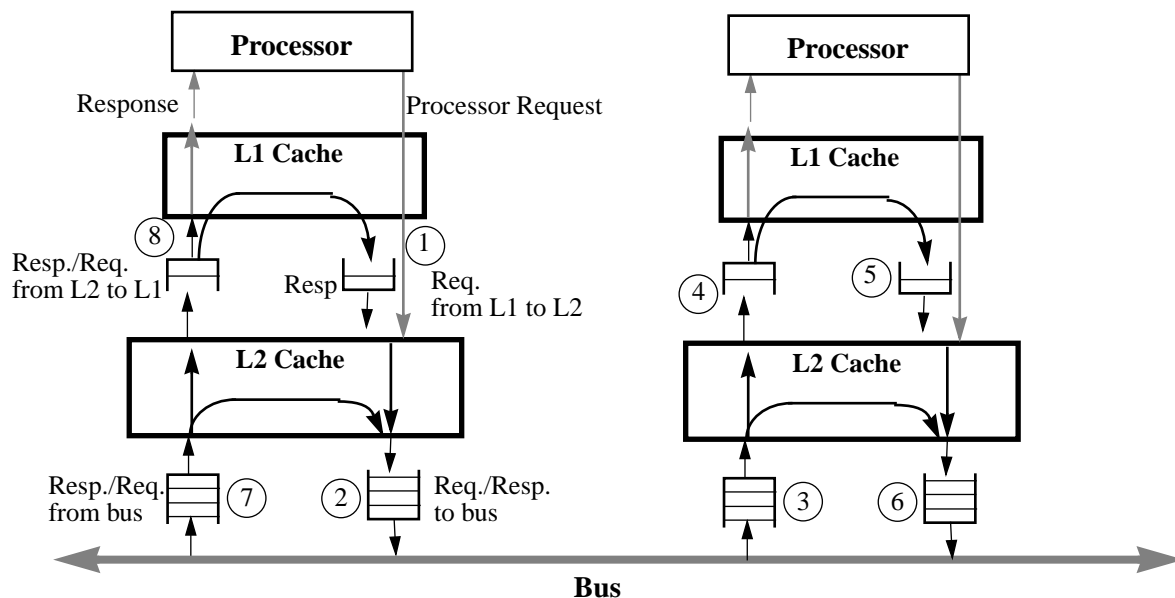 Processor
Processor
Response
Processor Request
L1 Cache
L1 Cache
8
1
Resp./Req.
from L2 to L1
Resp
Req.
from L1 to L2
4
5
L2 Cache
L2 Cache
Resp./Req.
from bus
7
2
Req./Resp.
to bus
3
6
Bus